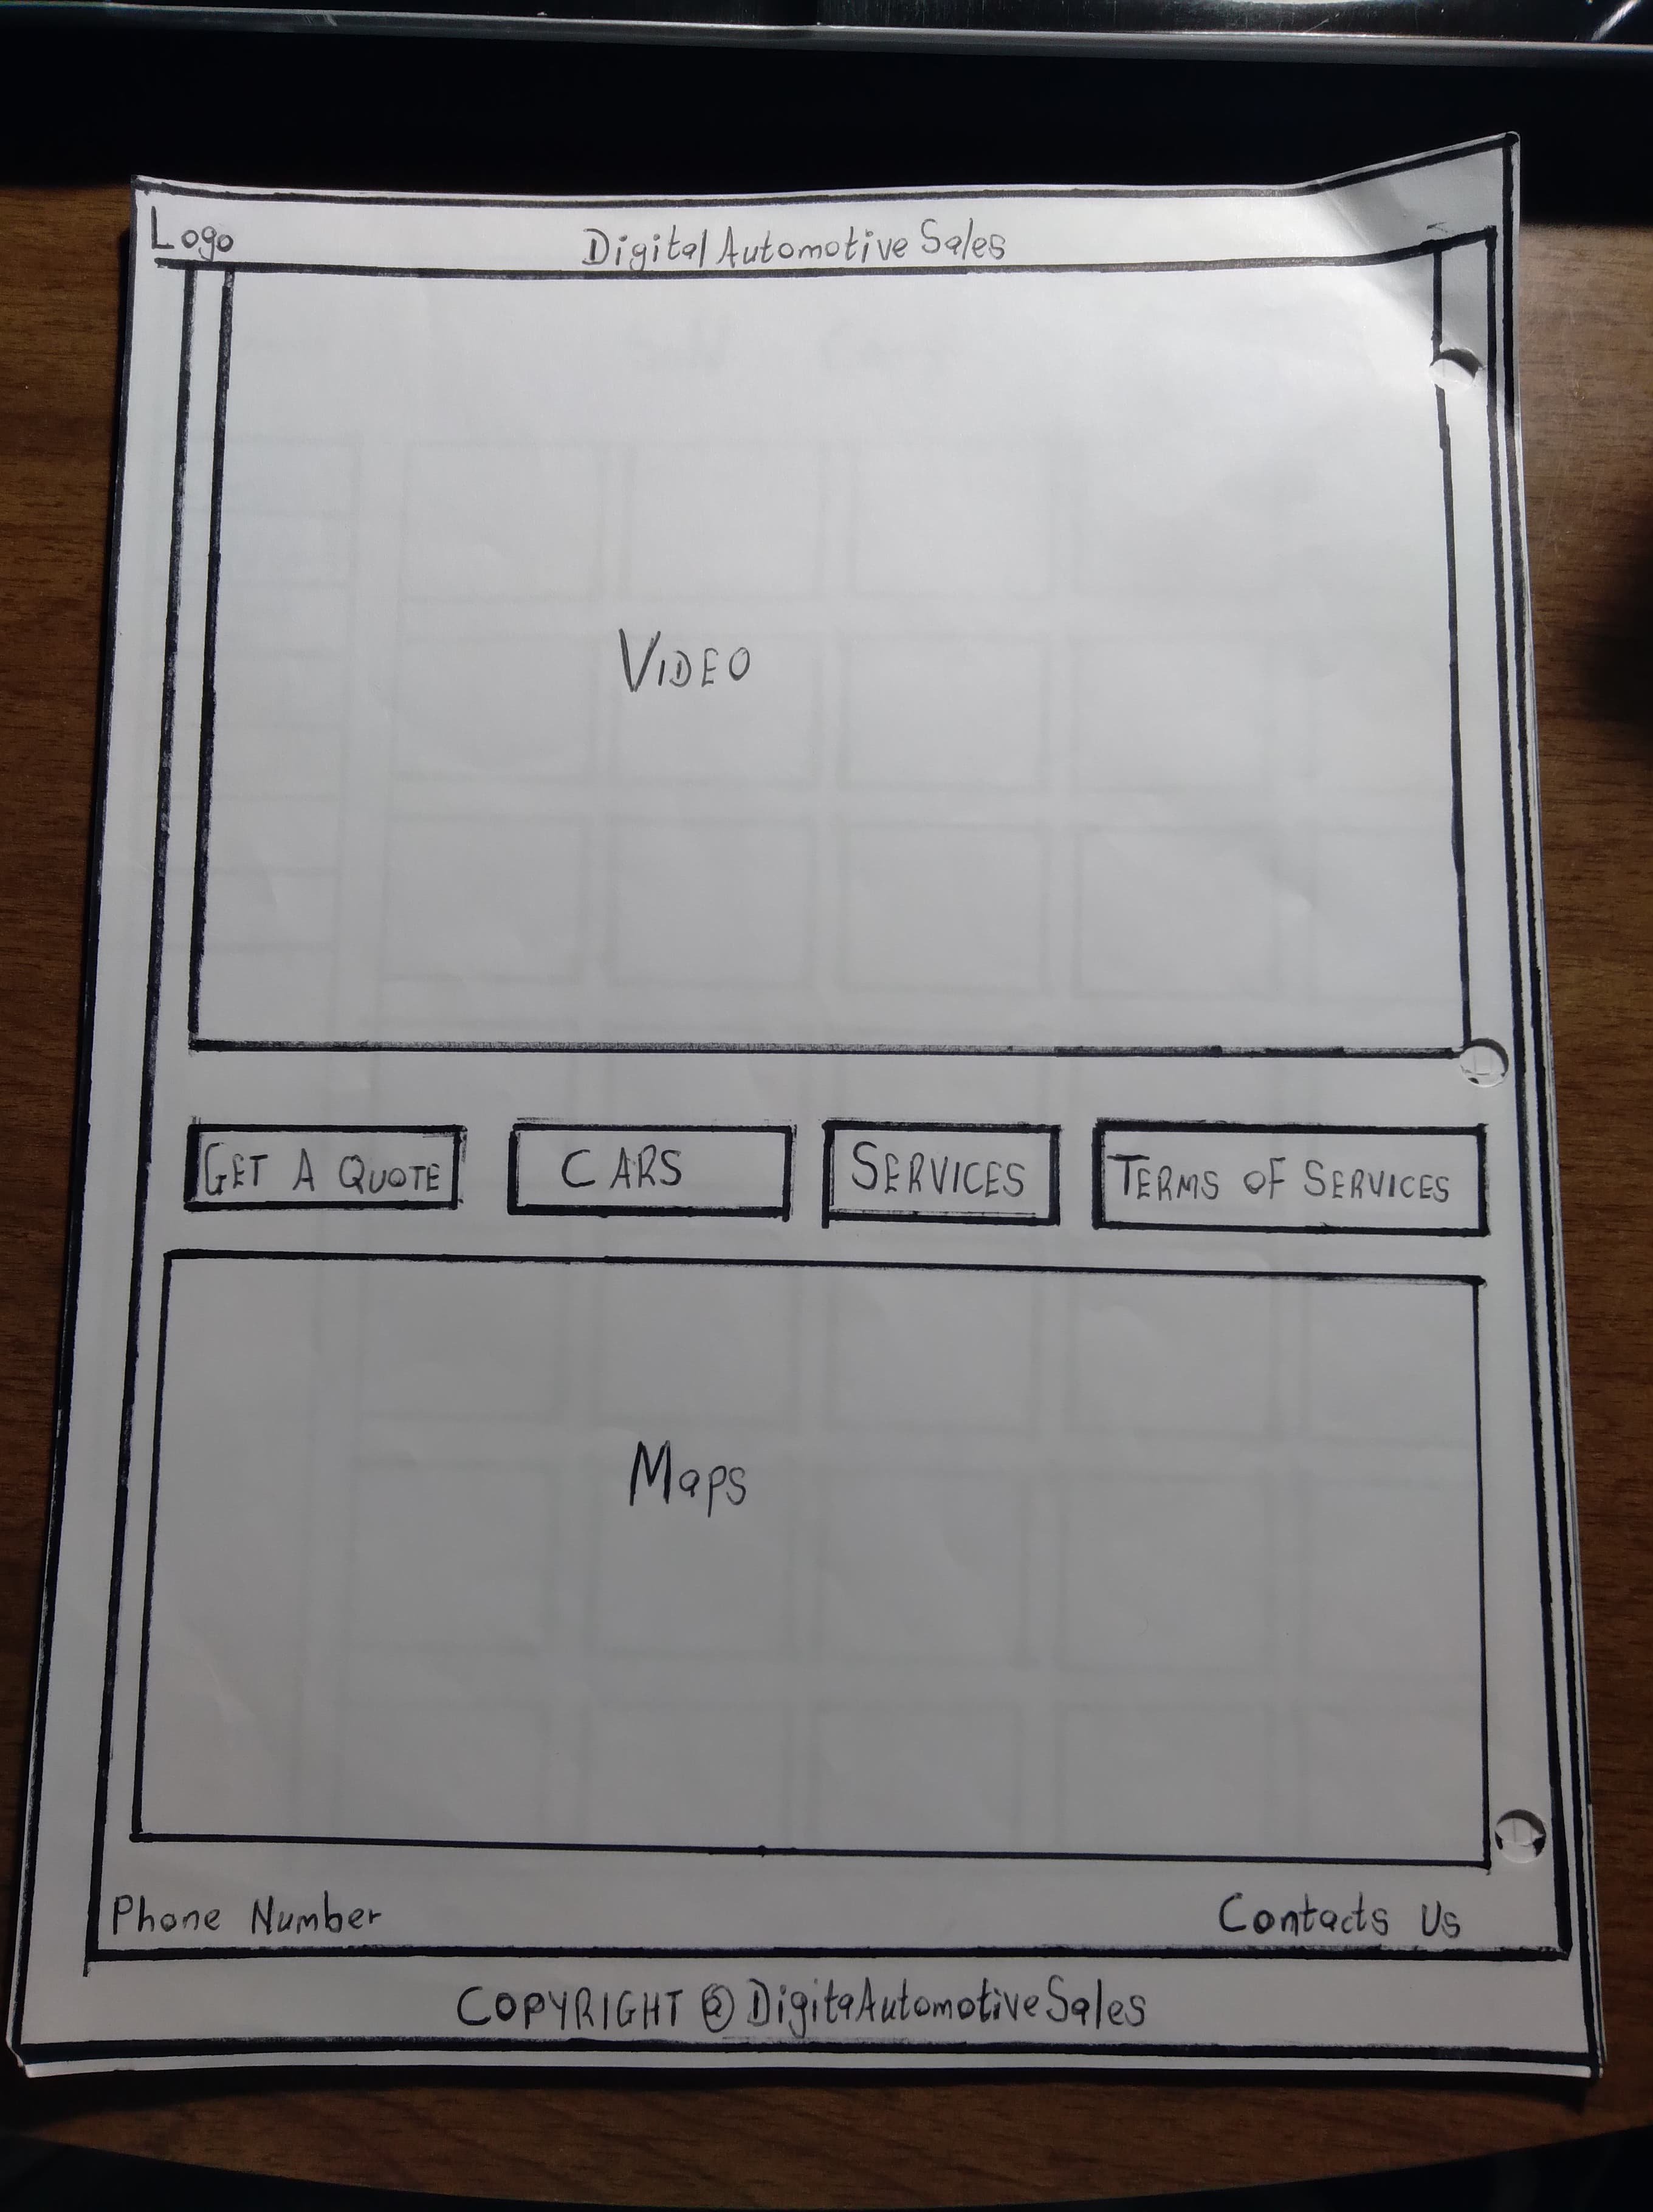 Logo
Digital Automotive Sales
VIDEO
GET A QUOTE
CARS
SERVICES
TERMS OF SERVICES
Maps
Phone Number
Contacts Us
COPYRIGHT @ DigitaAutomotiveSales